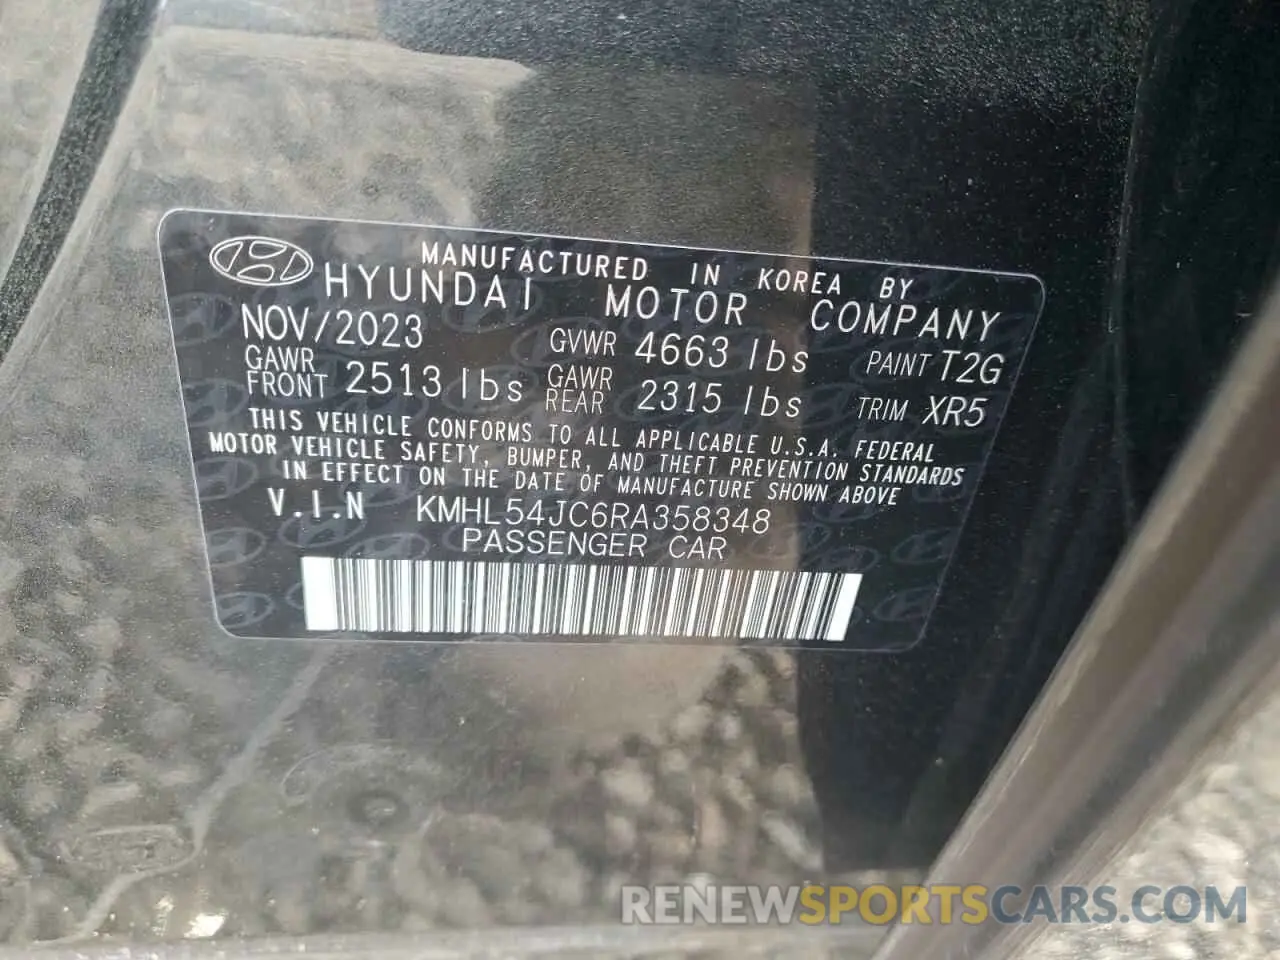 MANUFACTURED IN KOREA BY
HYUNDAI MOTOR COMPANY
NOV/2023 GVWR 4663 lbs PAINT T2G
GAWR FRONT 2513 lbs GAWR REAR 2315 lbs TRIM XR5
THIS VEHICLE CONFORMS TO ALL APPLICABLE U.S.A. FEDERAL
MOTOR VEHICLE SAFETY, BUMPER, AND THEFT PREVENTION STANDARDS
IN EFFECT ON THE DATE OF MANUFACTURE SHOWN ABOVE
V.I.N KMHL54JC6RA358348
PASSENGER CAR
RENEWSPORTSCARS.COM